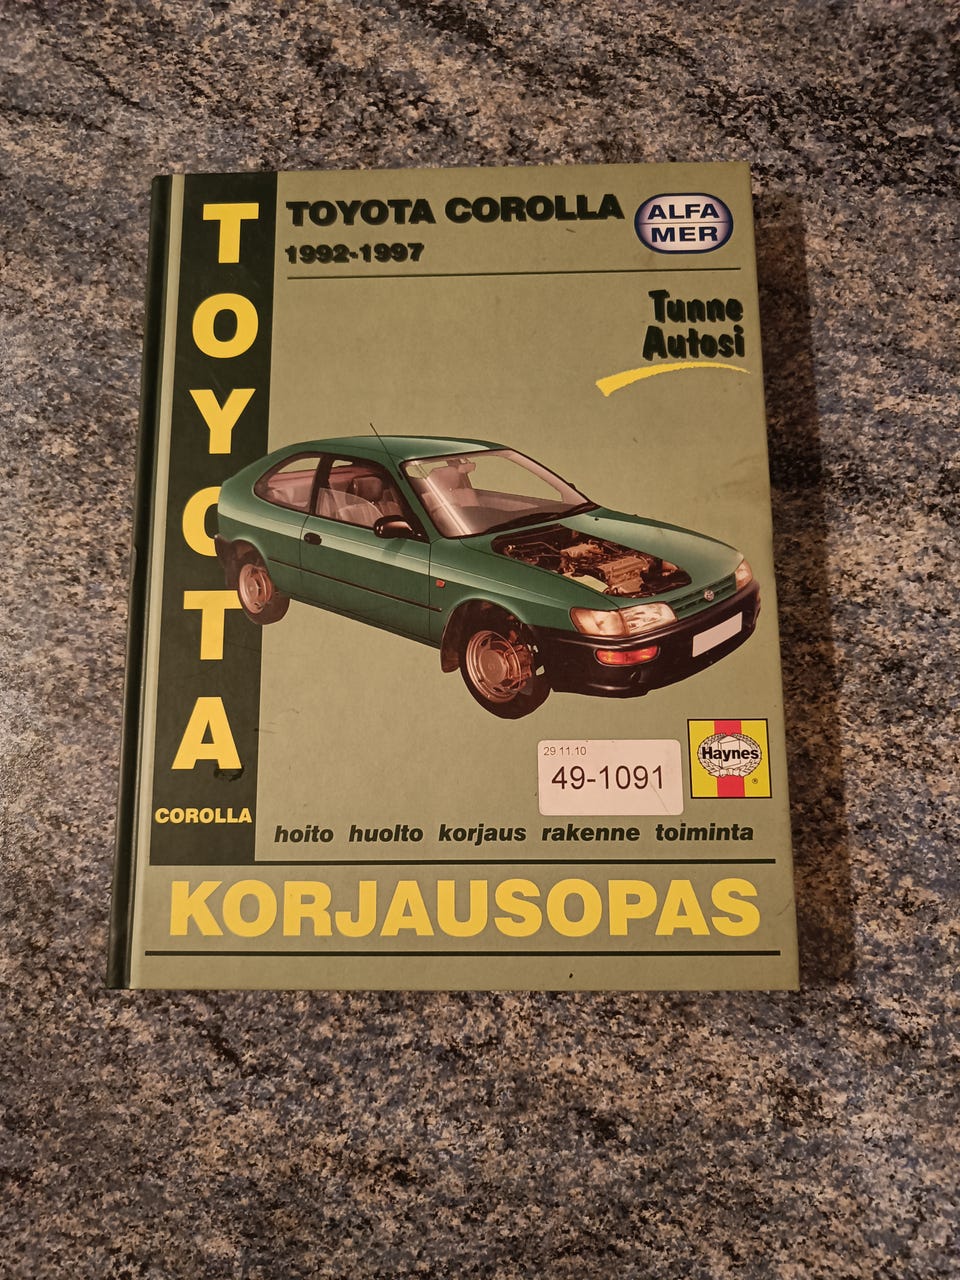 TOYOTA
COROLLA
TOYOTA COROLLA
1992-1997
ALFA
MER
Tunne
Autosi
29.11.10
49-1091
Haynes
®
hoito huolto korjaus rakenne toiminta
KORJAUSOPAS